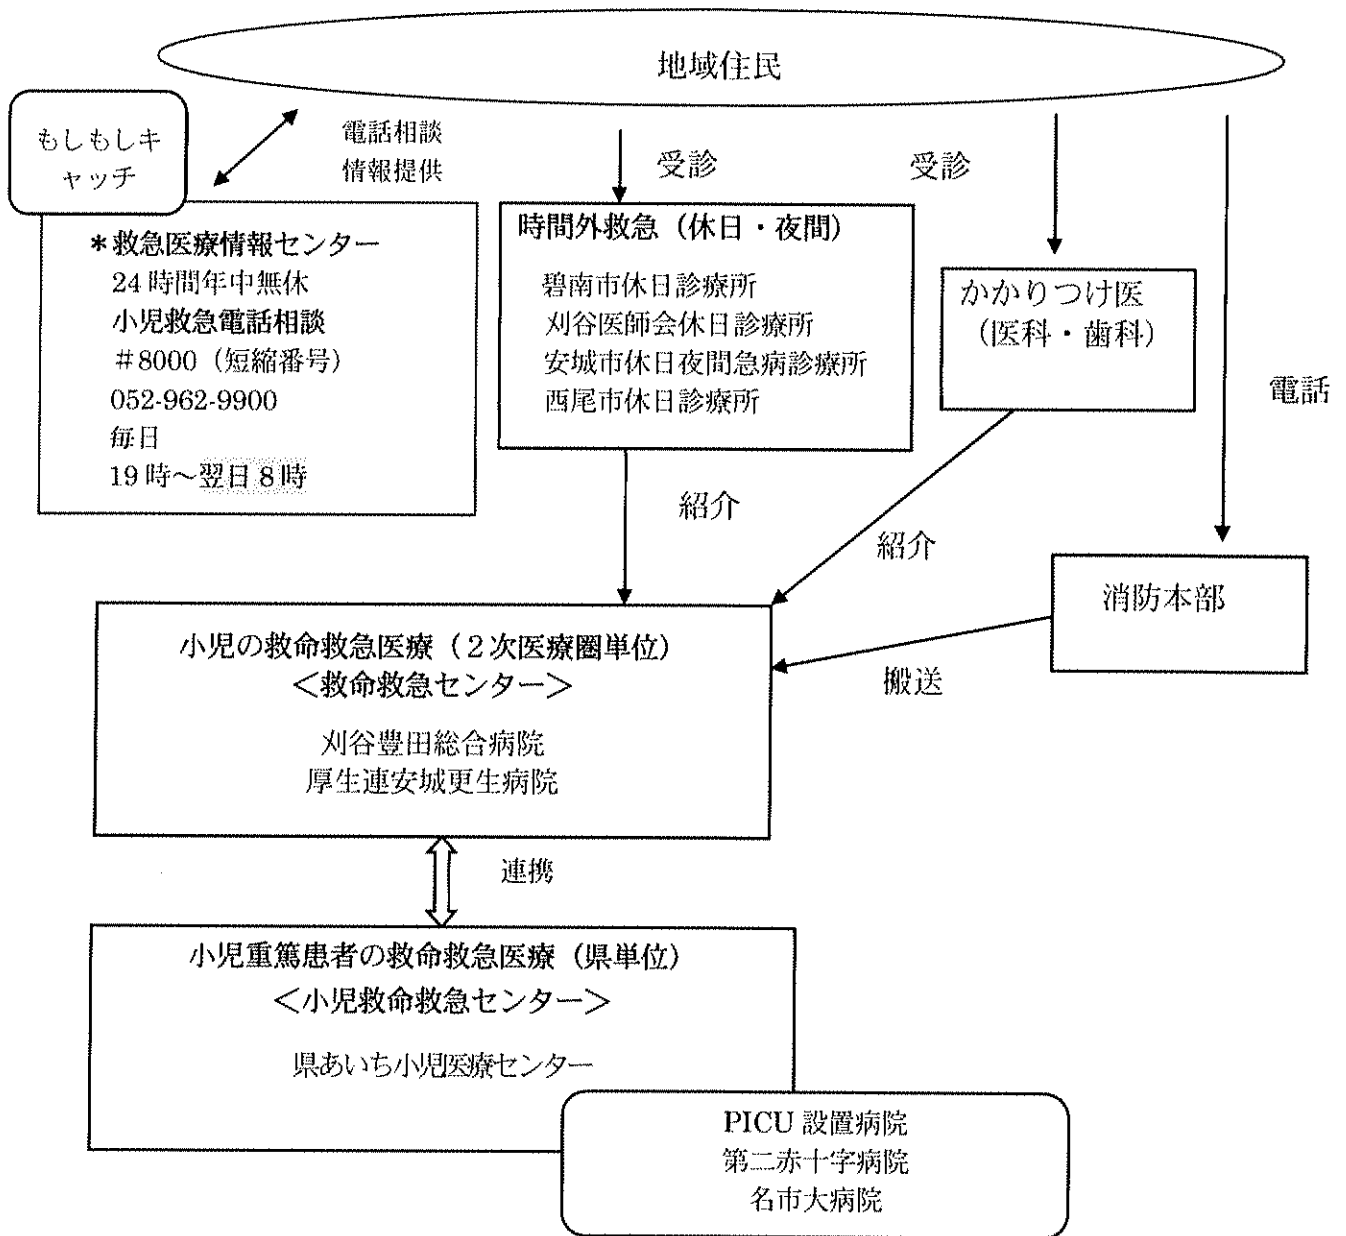 地域住民
もしもしキ
ャッチ
電話相談
情報提供
受診
受診
電話
＊救急医療情報センター
24時間年中無休
小児救急電話相談
＃8000（短縮番号）
052-962-9900
毎日
19時～翌日8時
時間外救急（休日・夜間）
碧南市休日診療所
刈谷医師会休日診療所
安城市休日夜間急病診療所
西尾市休日診療所
かかりつけ医
（医科・歯科）
紹介
紹介
消防本部
搬送
小児の救命救急医療（２次医療圏単位）
＜救命救急センター＞
刈谷豊田総合病院
厚生連安城更生病院
連携
小児重篤患者の救命救急医療（県単位）
＜小児救命救急センター＞
県あいち小児医療センター
PICU 設置病院
第二赤十字病院
名市大病院